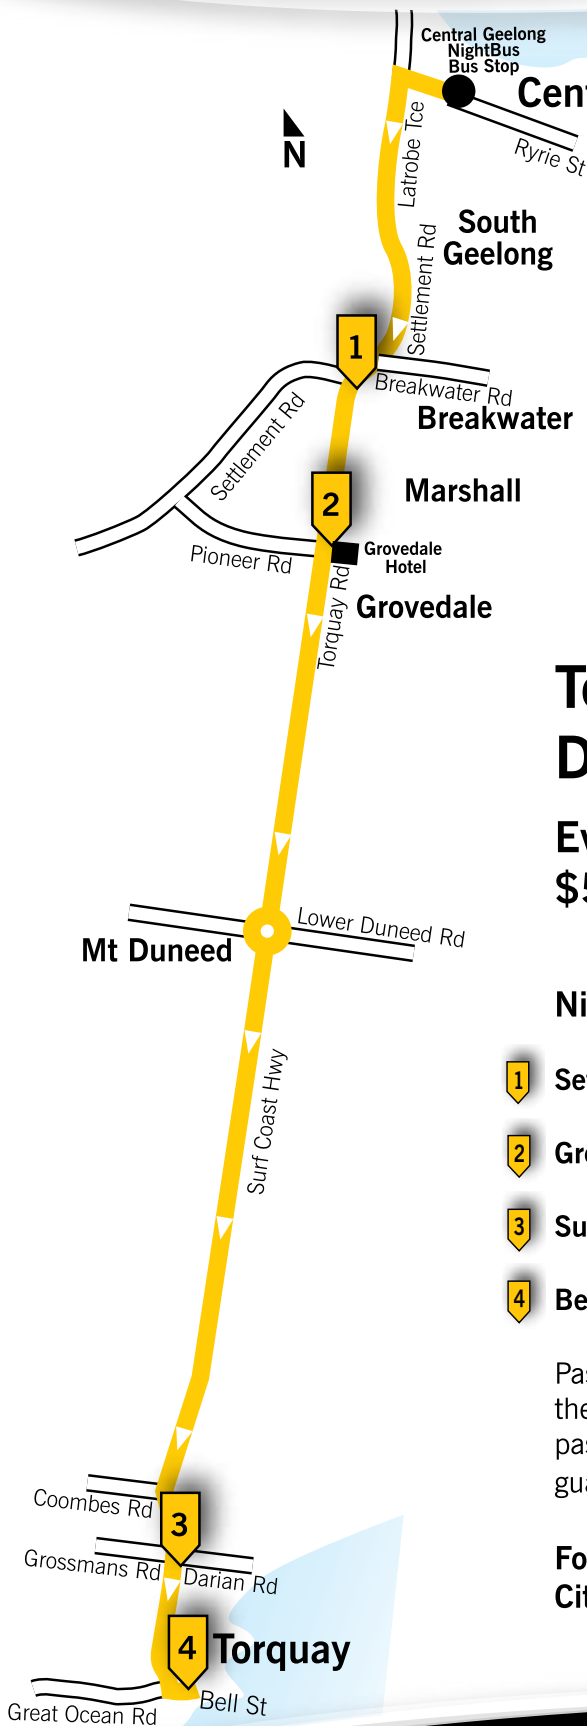 Central Geelong
NightBus
Bus Stop
Ryrie St
Latrobe Tce
N
South
Geelong
Settlement Rd
1
Breakwater Rd
Breakwater
Settlement Rd
2
Marshall
Pioneer Rd
Grovedale
Hotel
Torquay Rd
Grovedale
$5
Lower Duneed Rd
Mt Duneed
Surf Coast Hwy
1
2
3
4
Coombes Rd
3
Grossmans Rd
Darian Rd
4
Torquay
Bell St
Great Ocean Rd